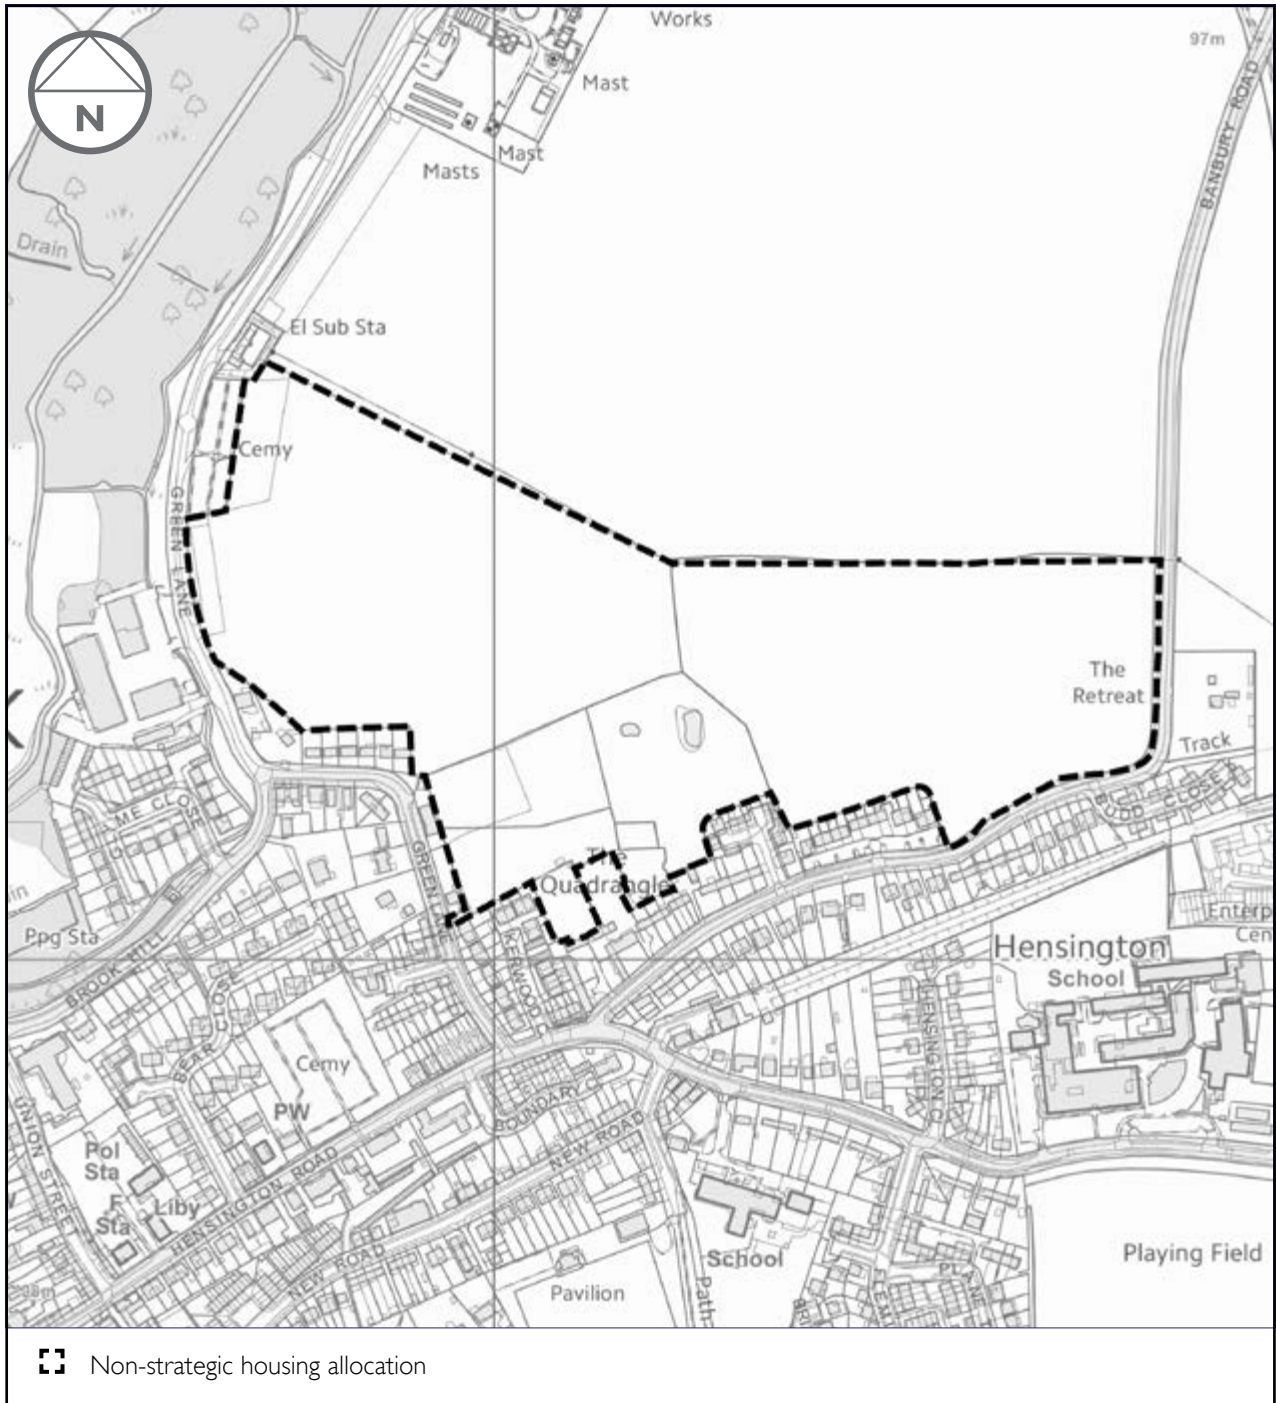 Works
97m
N
Mast
BANBURY ROAD
Mast
Masts
Drain
El Sub Sta
Cemy
GREEN LANE
The
Retreat
Track
BUDD CLOSE
CLOSE
GREEN
The
Quadrangle
Ppg Sta
Enterp
Cen
Hensington
School
BROOK HILL
KERWOOD
BEAR CLOSE
HENSINGTON C
Cemy
PW
BOUNDARY C
UNION STREET
NEW ROAD
Pol
Sta
F
Sta
Liby
HENSINGTON ROAD
NEW ROAD
School
Playing Field
PLANE
Pavilion
Path
Non-strategic housing allocation